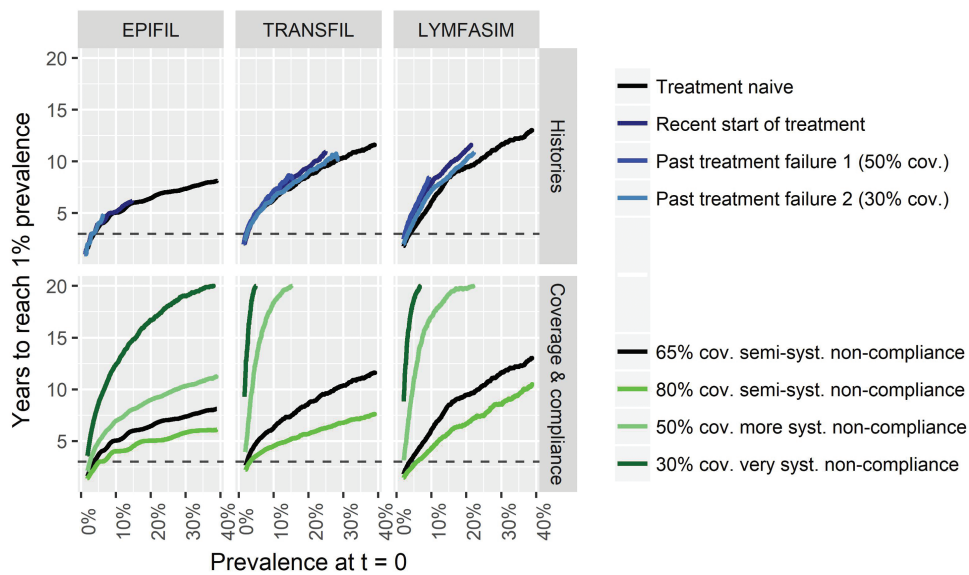 EPIFIL
TRANSFIL
LYMFASIM
Years to reach 1% prevalence
20
15
10
5
Histories
20
15
10
5
Coverage & compliance
0%
10%
20%
30%
40%
0%
10%
20%
30%
40%
0%
10%
20%
30%
40%
Prevalence at t = 0
Treatment naive
Recent start of treatment
Past treatment failure 1 (50% cov.)
Past treatment failure 2 (30% cov.)
65% cov. semi-syst. non-compliance
80% cov. semi-syst. non-compliance
50% cov. more syst. non-compliance
30% cov. very syst. non-compliance